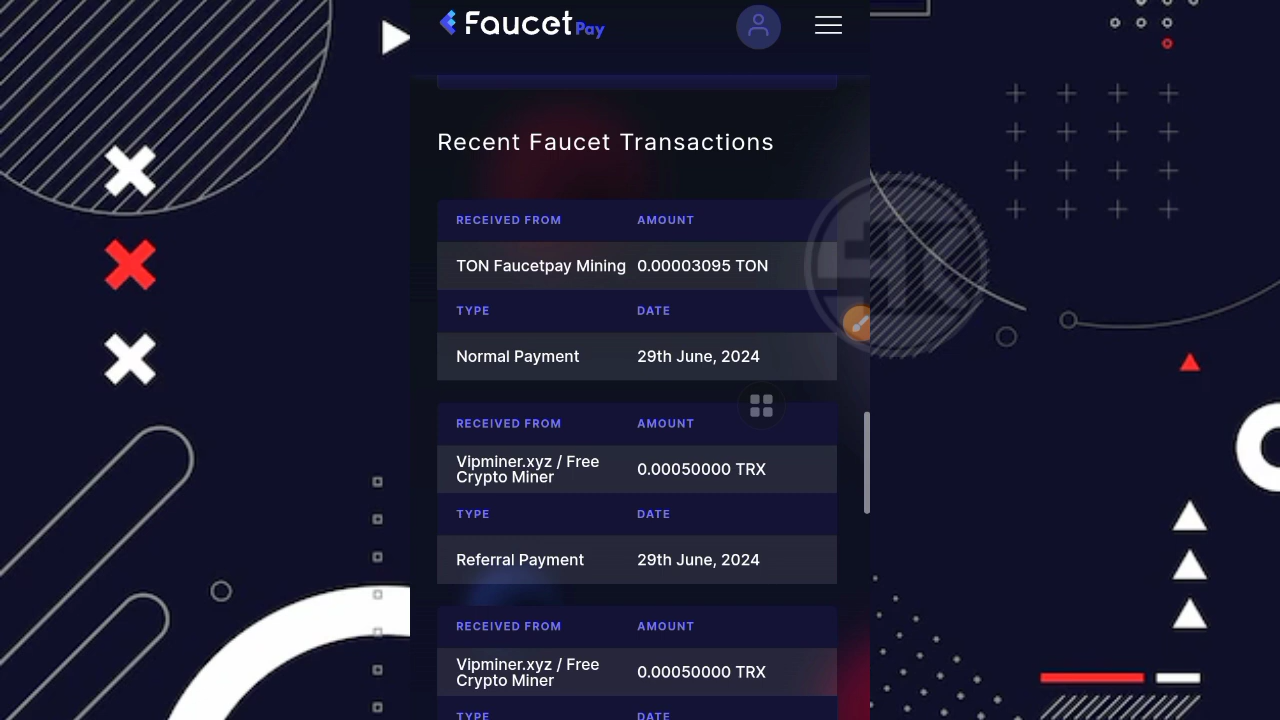 Faucet Pay
Recent Faucet Transactions
RECEIVED FROM AMOUNT
TON Faucetpay Mining 0.00003095 TON
TYPE DATE
Normal Payment 29th June, 2024
RECEIVED FROM AMOUNT
Vipminer.xyz / Free
Crypto Miner 0.00050000 TRX
TYPE DATE
Referral Payment 29th June, 2024
RECEIVED FROM AMOUNT
Vipminer.xyz / Free
Crypto Miner 0.00050000 TRX
TYPE DATE